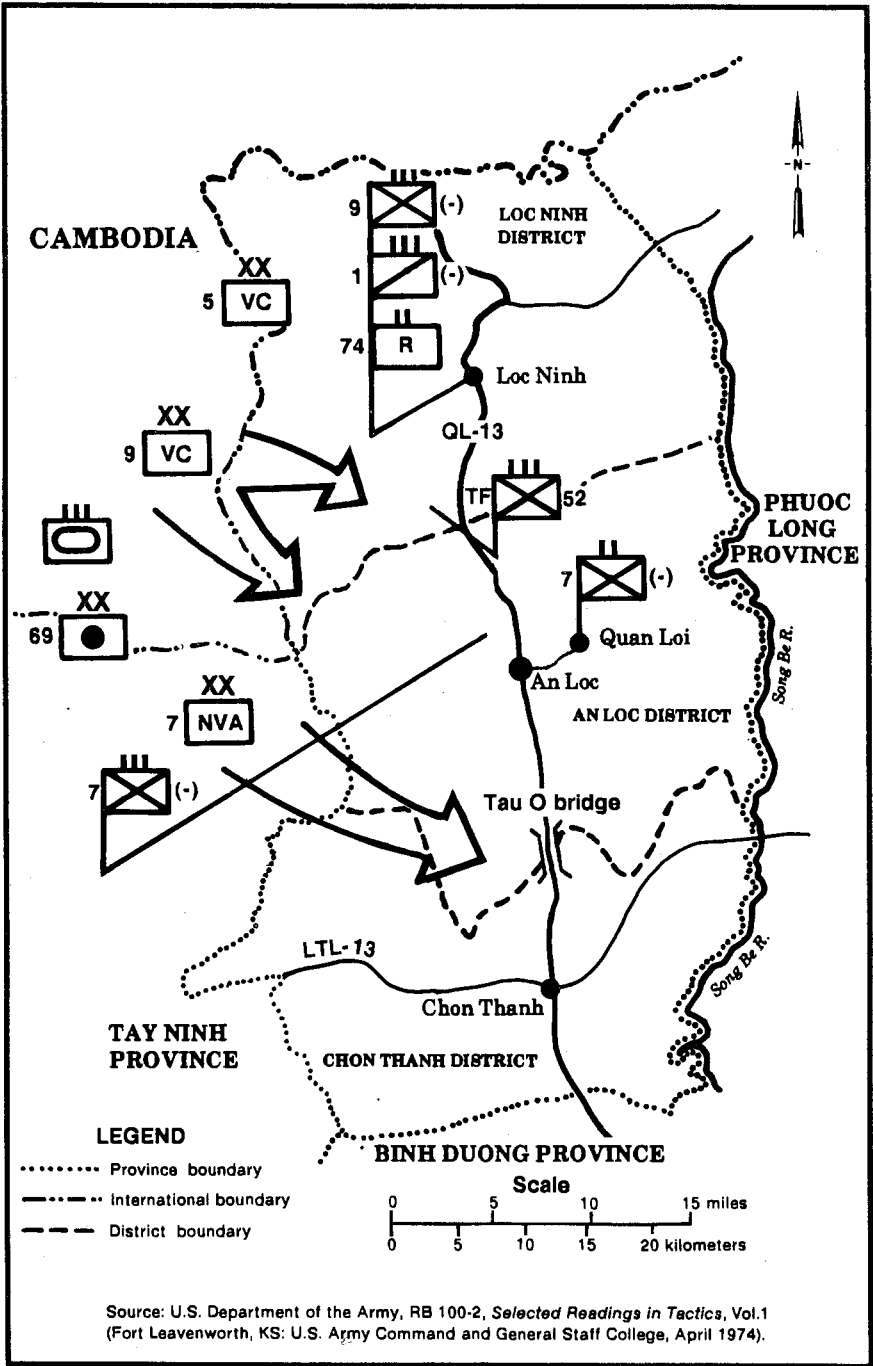 -N-
9
(-)
LOC NINH
DISTRICT
CAMBODIA
1
(-)
XX
5
VC
74
R
Loc Ninh
QL-13
XX
9
VC
TF
52
PHUOC
LONG
PROVINCE
7
(-)
XX
69
Quan Loi
Song Be R.
An Loc
XX
7
NVA
AN LOC DISTRICT
7
(-)
Tau O bridge
LTL-13
Song Be R.
Chon Thanh
TAY NINH
PROVINCE
CHON THANH DISTRICT
LEGEND
Province boundary
International boundary
District boundary
BINH DUONG PROVINCE
Scale
0 5 10 15 miles
0 5 10 15 20 kilometers
Source: U.S. Department of the Army, RB 100-2, Selected Readings in Tactics, Vol.1
(Fort Leavenworth, KS: U.S. Army Command and General Staff College, April 1974).